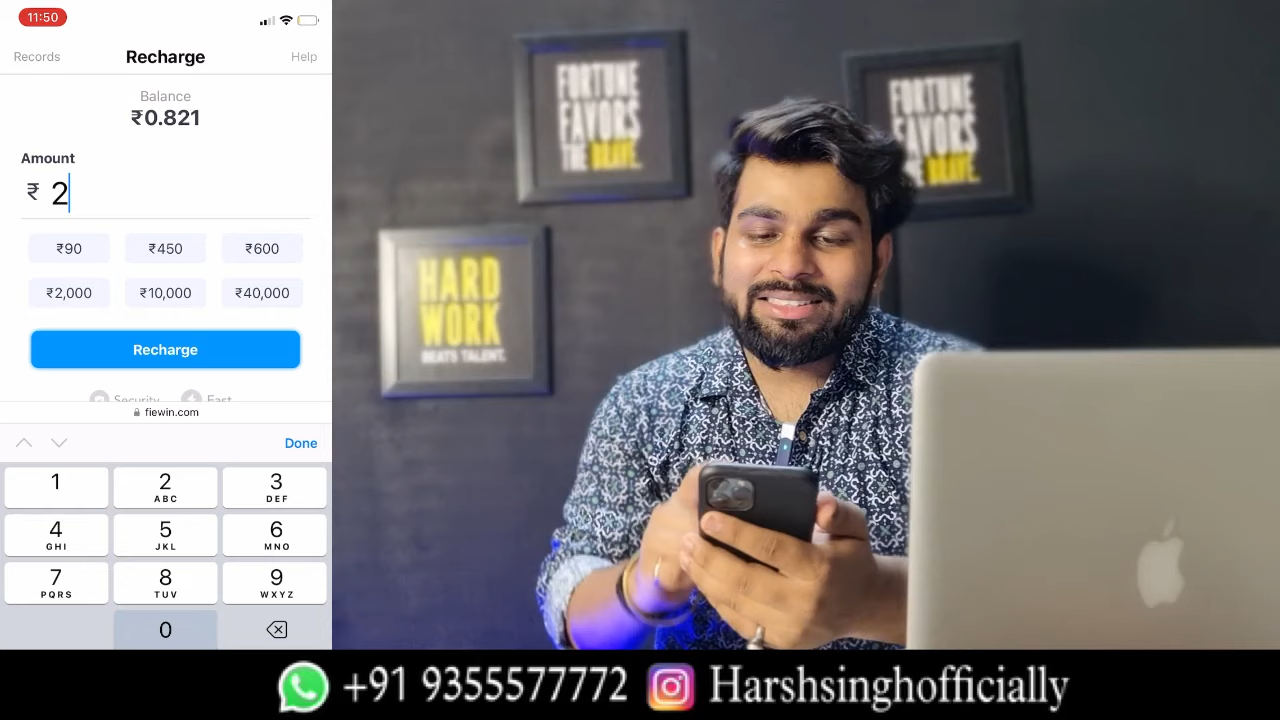 11:50
Records Recharge Help
Balance
₹0.821
Amount
₹ 2
₹90 ₹450 ₹600
₹2,000 ₹10,000 ₹40,000
Recharge
Security Fast
fiewin.com
Done
1 2 3
ABC DEF
4 5 6
GHI JKL MNO
7 8 9
PQRS TUV WXYZ
0
FORTUNE
FAVORS
THE BRAVE.
FORTUNE
FAVORS
THE BRAVE.
HARD
WORK
BEATS TALENT.
+91 9355577772 Harshsinghofficially